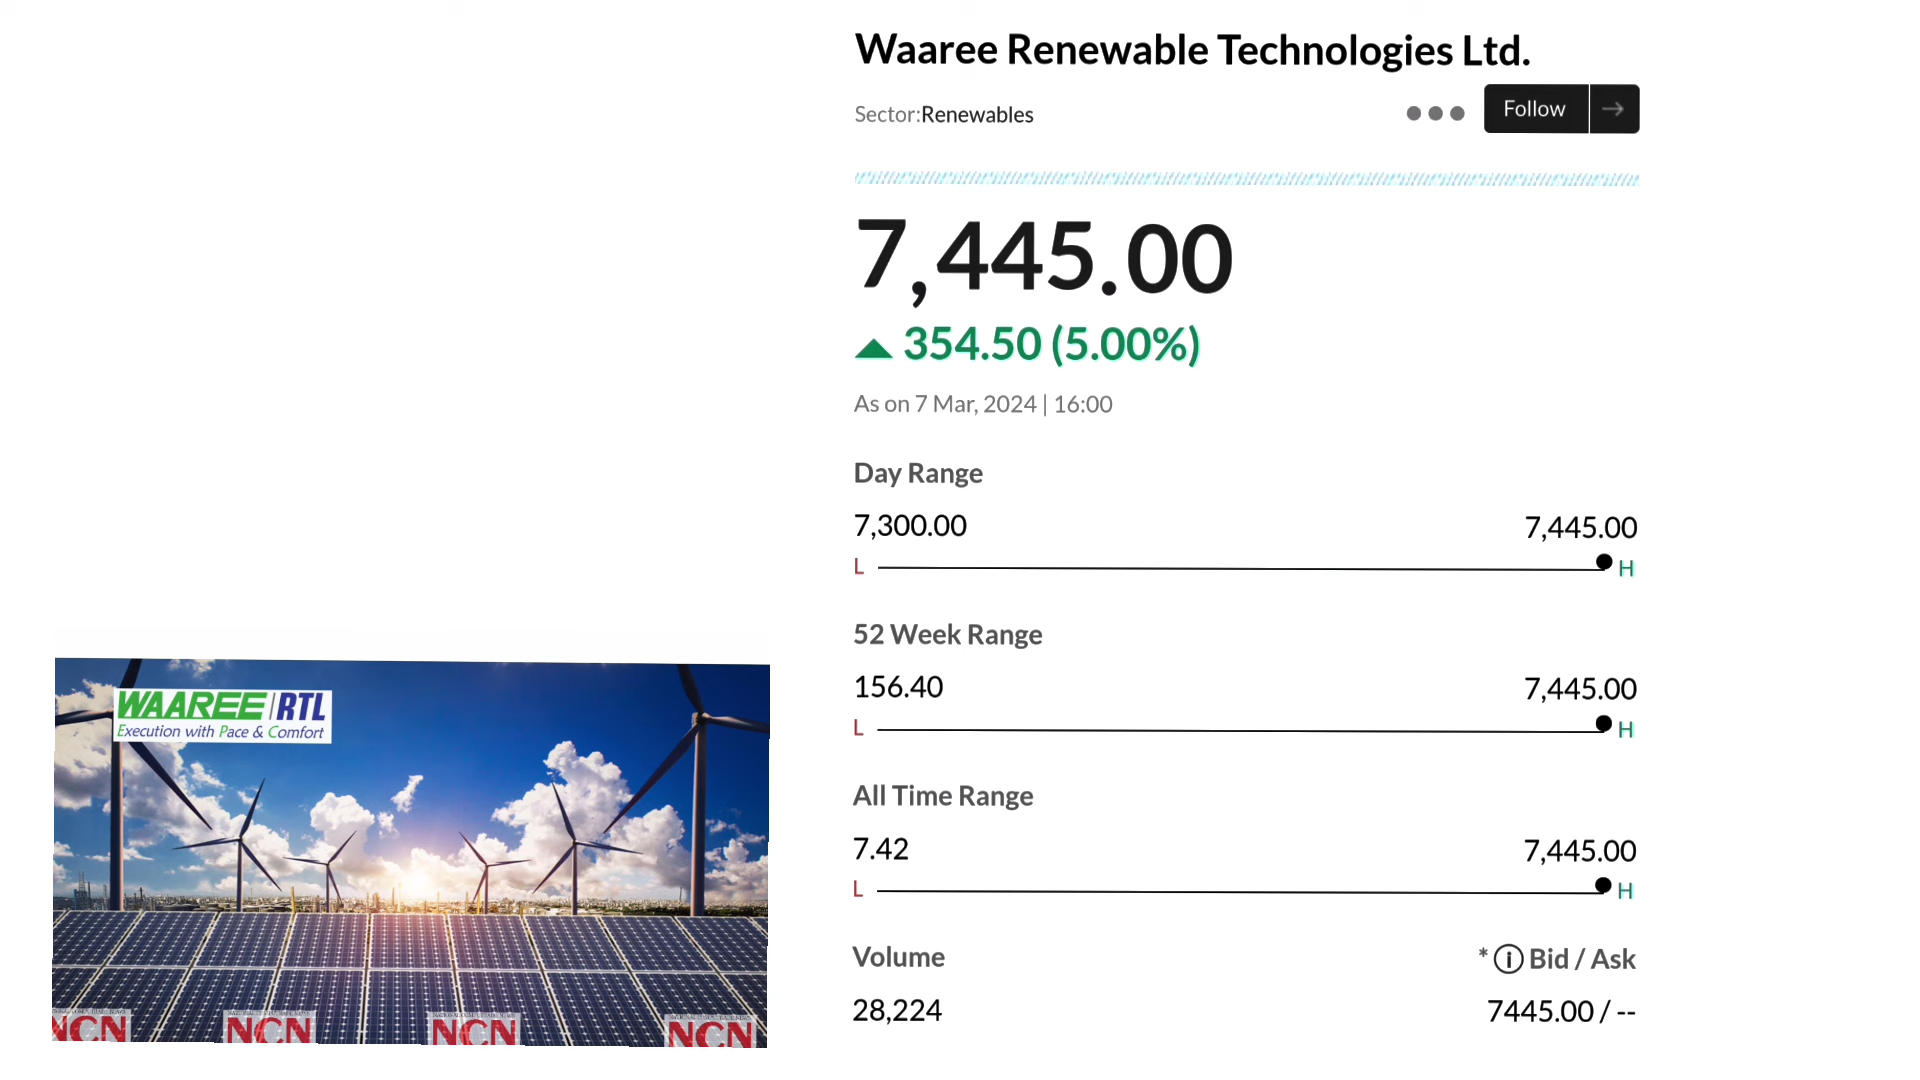 Waaree Renewable Technologies Ltd.
Sector:Renewables
Follow
7,445.00
354.50 (5.00%)
As on 7 Mar, 2024 | 16:00
Day Range
7,300.00 7,445.00
L H
52 Week Range
156.40 7,445.00
L H
All Time Range
7.42 7,445.00
L H
Volume * i Bid / Ask
28,224 7445.00 / --
WAAREE RTL
Execution with Pace & Comfort
NCN NCN NCN NCN